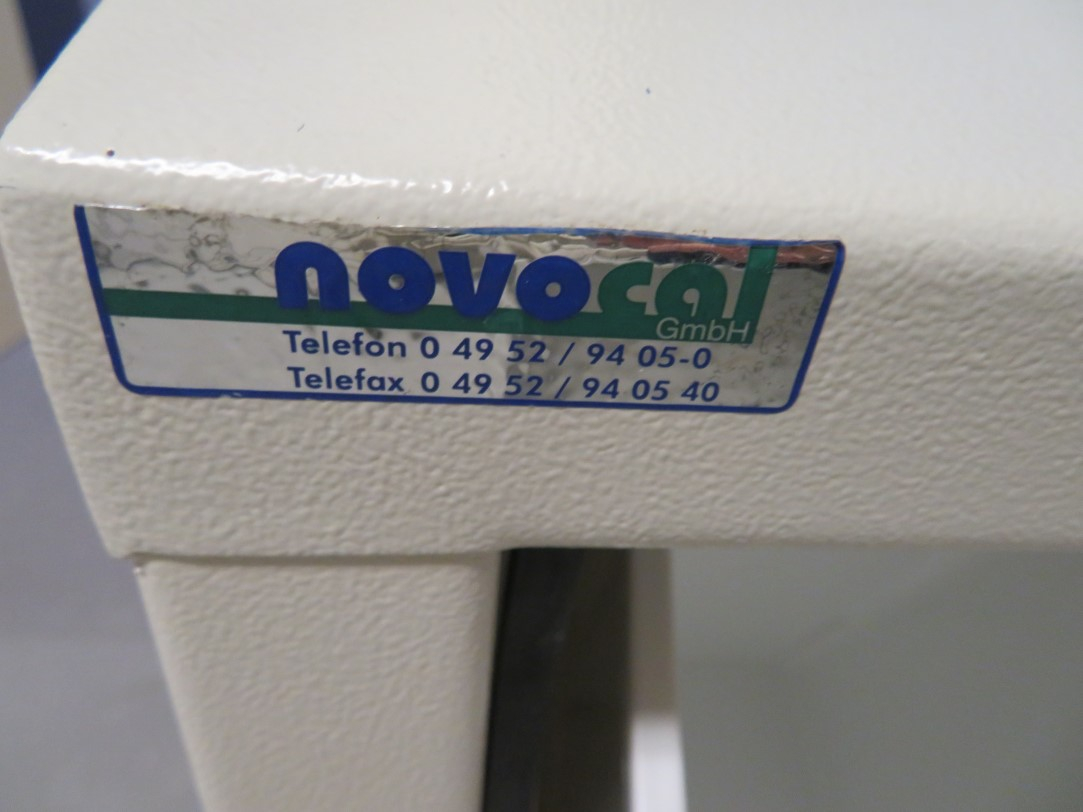 novocal
GmbH
Telefon 0 49 52 / 94 05-0
Telefax 0 49 52 / 94 05 40